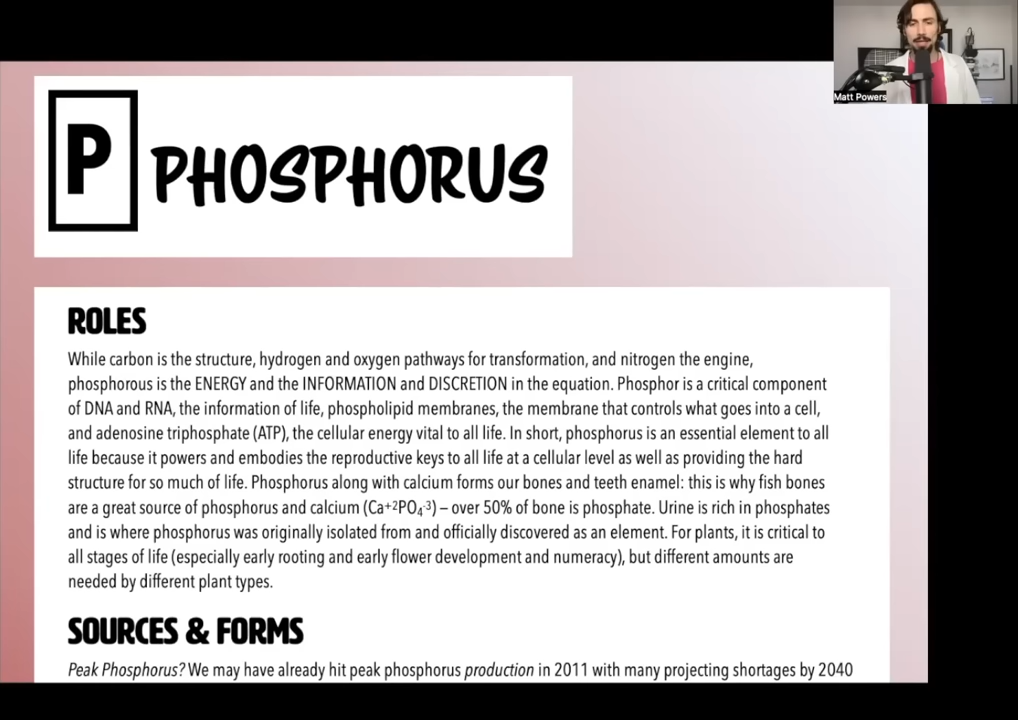 Matt Powers
P PHOSPHORUS
ROLES
While carbon is the structure, hydrogen and oxygen pathways for transformation, and nitrogen the engine,
phosphorous is the ENERGY and the INFORMATION and DISCRETION in the equation. Phosphor is a critical component
of DNA and RNA, the information of life, phospholipid membranes, the membrane that controls what goes into a cell,
and adenosine triphosphate (ATP), the cellular energy vital to all life. In short, phosphorus is an essential element to all
life because it powers and embodies the reproductive keys to all life at a cellular level as well as providing the hard
structure for so much of life. Phosphorus along with calcium forms our bones and teeth enamel: this is why fish bones
are a great source of phosphorus and calcium (Ca⁺²PO₄⁻³) – over 50% of bone is phosphate. Urine is rich in phosphates
and is where phosphorus was originally isolated from and officially discovered as an element. For plants, it is critical to
all stages of life (especially early rooting and early flower development and numeracy), but different amounts are
needed by different plant types.
SOURCES & FORMS
Peak Phosphorus? We may have already hit peak phosphorus production in 2011 with many projecting shortages by 2040